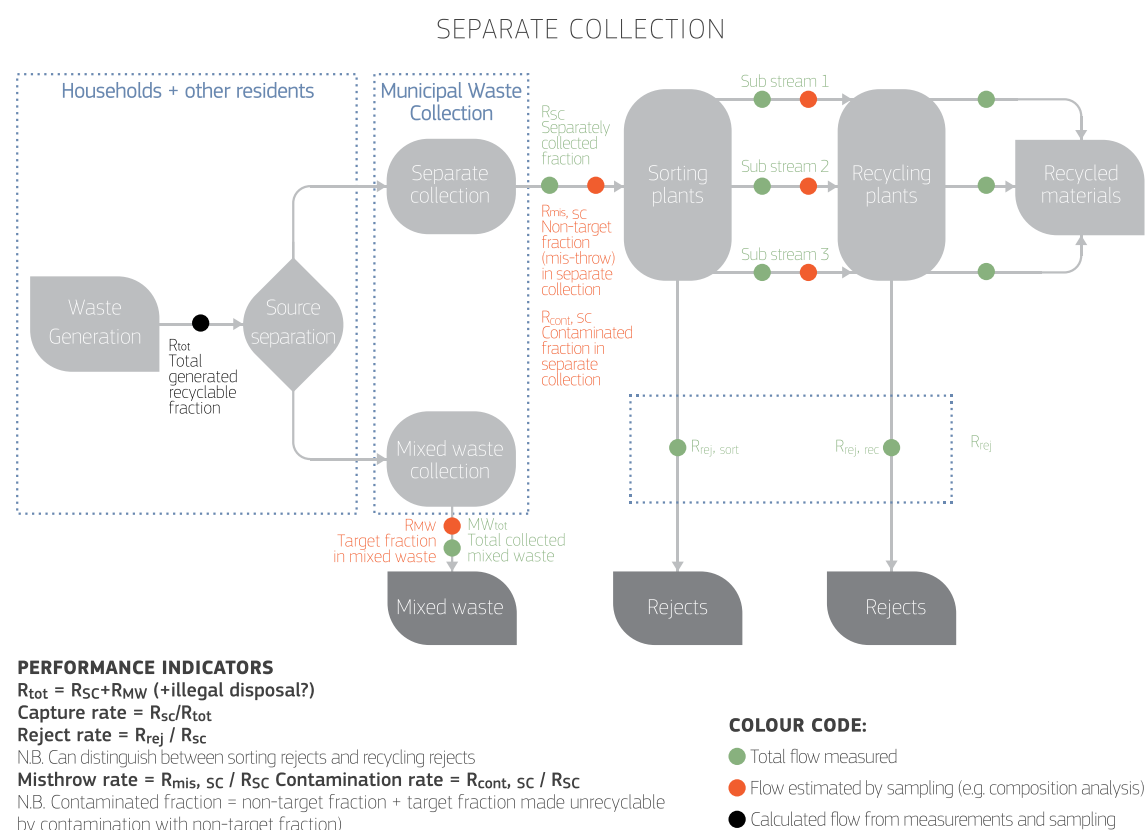 SEPARATE COLLECTION
Households + other residents
Municipal Waste
Collection
Waste
Generation
Rtot
Total
generated
recyclable
fraction
Source
separation
Separate
collection
Mixed waste
collection
RSC
Separately
collected
fraction
Rmis, SC
Non-target
fraction
(mis-throw)
in separate
collection
Rcont, SC
Contaminated
fraction in
separate
collection
Sorting
plants
Sub stream 1
Sub stream 2
Sub stream 3
Recycling
plants
Recycled
materials
Rrej, sort
Rrej, rec
Rrej
RMW
Target fraction
in mixed waste
MWtot
Total collected
mixed waste
Mixed waste
Rejects
Rejects
PERFORMANCE INDICATORS
Rtot = RSC+RMW (+illegal disposal?)
Capture rate = Rsc/Rtot
Reject rate = Rrej / Rsc
N.B. Can distinguish between sorting rejects and recycling rejects
Misthrow rate = Rmis, SC / RSC Contamination rate = Rcont, SC / RSC
N.B. Contaminated fraction = non-target fraction + target fraction made unrecyclable
by contamination with non-target fraction)
COLOUR CODE:
Total flow measured
Flow estimated by sampling (e.g. composition analysis)
Calculated flow from measurements and sampling